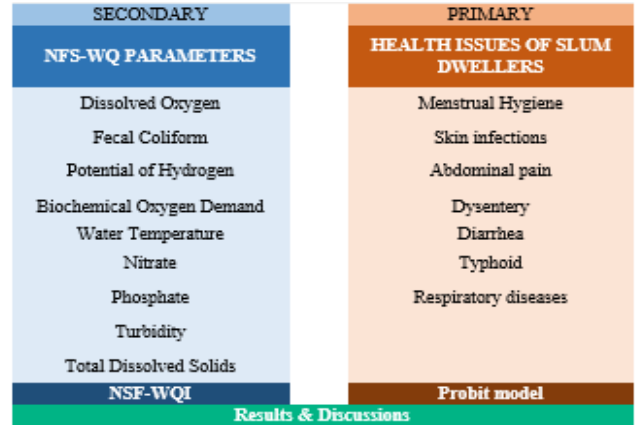 SECONDARY
NFS-WQ PARAMETERS
Dissolved Oxygen
Fecal Coliform
Potential of Hydrogen
Biochemical Oxygen Demand
Water Temperature
Nitrate
Phosphate
Turbidity
Total Dissolved Solids
NSF-WQI
PRIMARY
HEALTH ISSUES OF SLUM
DWELLERS
Menstrual Hygiene
Skin infections
Abdominal pain
Dysentery
Diarrhea
Typhoid
Respiratory diseases
Probit model
Results & Discussions